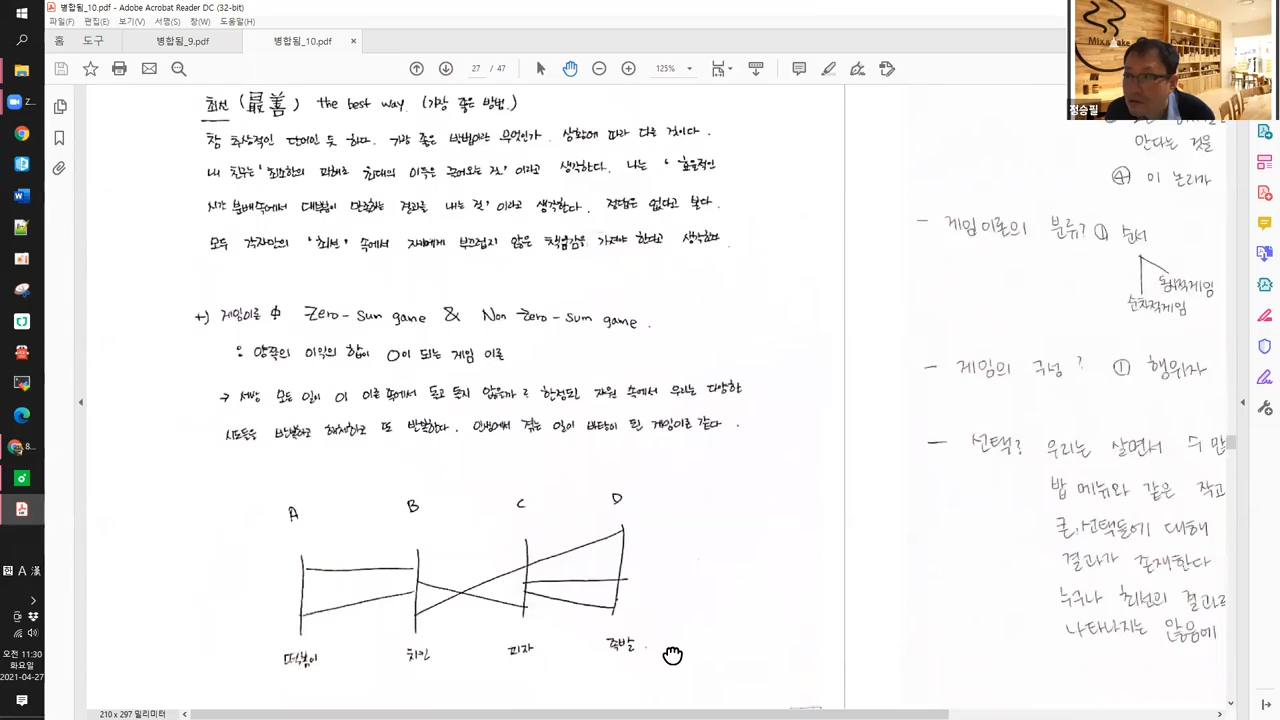 병합됨_10.pdf - Adobe Acrobat Reader DC (32-bit)
파일(F) 편집(E) 보기(V) 서명(S) 창(W) 도움말(H)
홈 도구 병합됨_9.pdf 병합됨_10.pdf ×
27 / 47 125%
정승필
최선 (最善) the best way. (가장 좋은 방법.)
참 추상적인 단어인 듯 하다. 가장 좋은 방법이란 무엇인가. 상황에 따라 다를 것이다.
내 친구는 '최소한의 피해로 최대의 이득을 끌어오는 것' 이라고 생각한다. 나는 '효율적인
시간 분배속에서 대부분이 만족하는 결과를 내는 것' 이라고 생각한다. 정답은 없다고 본다.
모두 각자만의 '최선' 속에서 자신에게 부끄럽지 않은 책임감을 가져야 한다고 생각한다.
+) 게임이론 中 Zero-Sum game & Non Zero-sum game.
: 양쪽의 이익의 합이 0이 되는 게임 이론
→ 세상 모든 일이 이 이론 속에서 돌고 돌지 않을까? 한정된 자원 속에서 우리는 다양한
시도들을 반복하고 해체하고 또 반복한다. 인생에서 겪는 일이 바탕이 된 게임이론 같다.
A B C D
떡볶이 치킨 피자 족발.
안다는 것을
④ 이 논리가
- 게임이론의 분류? ① 순서
동시적게임
순차적게임
- 게임의 구성? ① 행위자
- 선택? 우리는 살면서 수 만
밥 메뉴와 같은 작고
큰 선택들에 대해
결과가 존재한다
누구나 최선의 결과로
나타나지는 않음에
A 漢
오전 11:30
화요일
2021-04-27
210 x 297 밀리미터